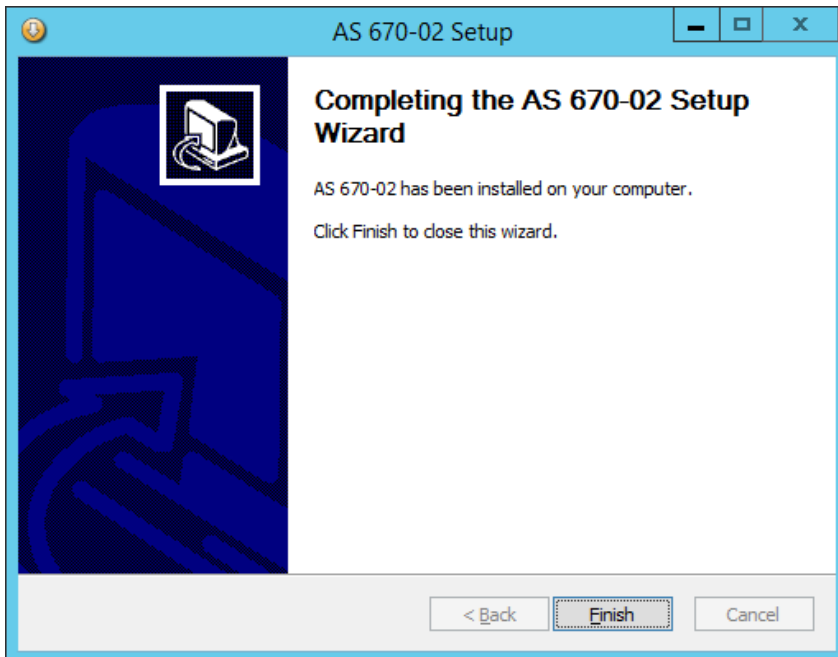 AS 670-02 Setup
Completing the AS 670-02 Setup
Wizard
AS 670-02 has been installed on your computer.
Click Finish to close this wizard.
< Back
Finish
Cancel